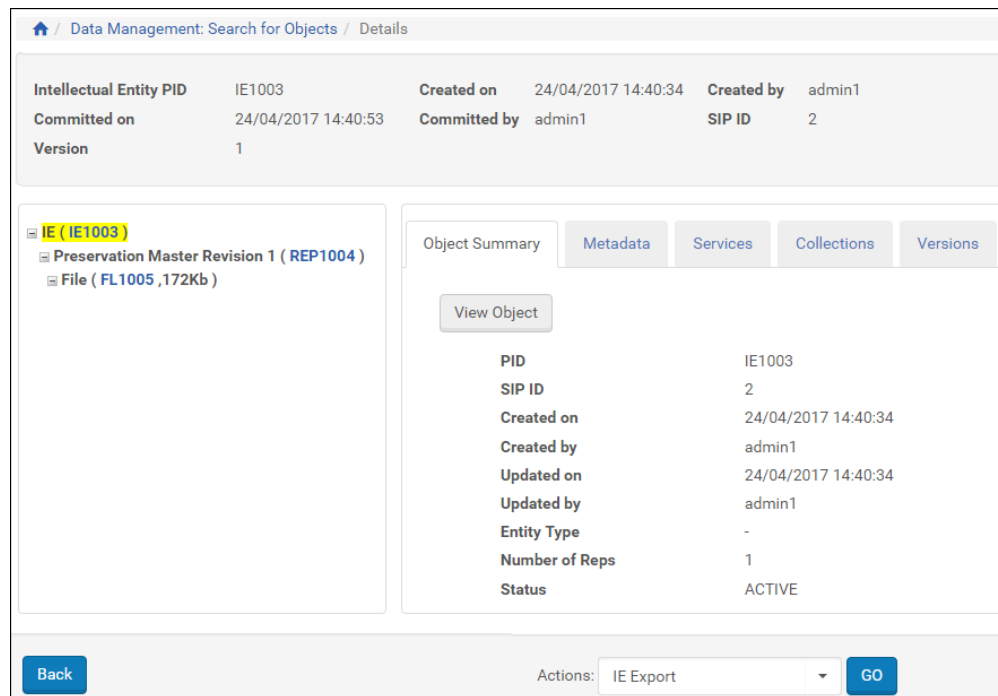 / Data Management: Search for Objects / Details
Intellectual Entity PID IE1003 Created on 24/04/2017 14:40:34 Created by admin1
Committed on 24/04/2017 14:40:53 Committed by admin1 SIP ID 2
Version 1
IE ( IE1003 )
Preservation Master Revision 1 ( REP1004 )
File ( FL1005 ,172Kb )
Object Summary Metadata Services Collections Versions
View Object
PID IE1003
SIP ID 2
Created on 24/04/2017 14:40:34
Created by admin1
Updated on 24/04/2017 14:40:34
Updated by admin1
Entity Type -
Number of Reps 1
Status ACTIVE
Back Actions: IE Export GO